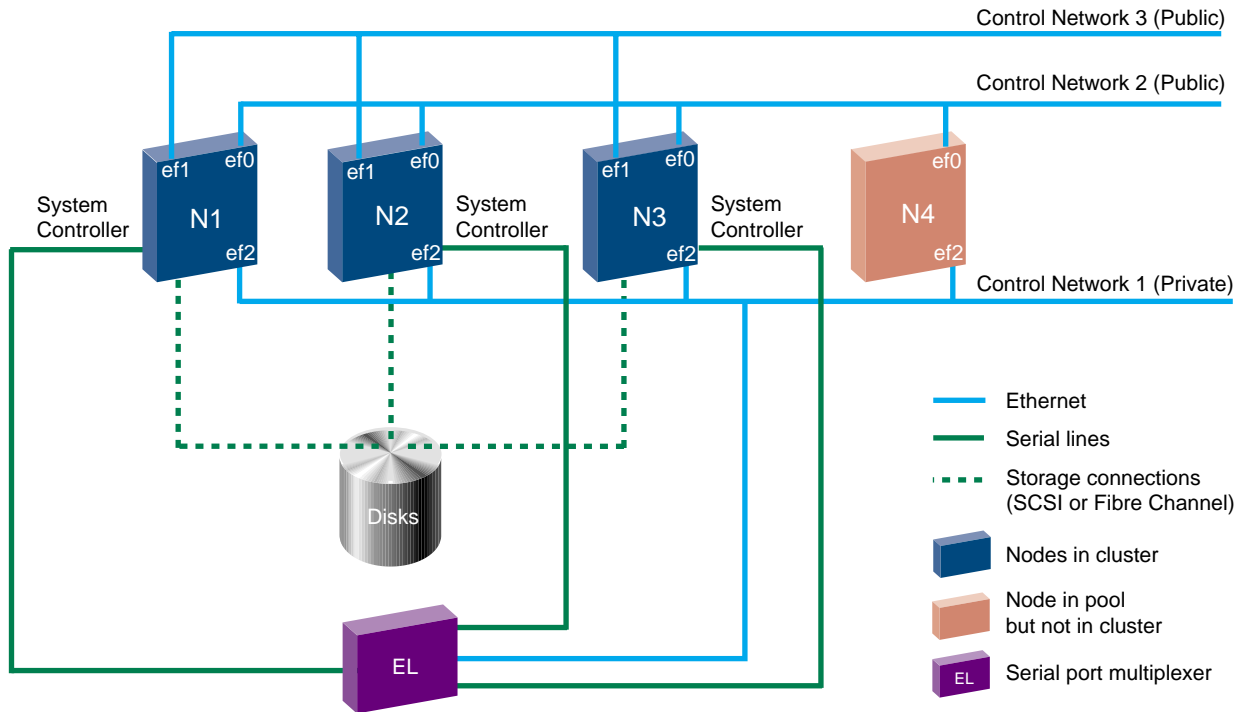 Control Network 3 (Public)
Control Network 2 (Public)
ef1
ef0
N1
ef2
ef1
ef0
N2
ef2
ef1
ef0
N3
ef2
ef0
N4
ef2
System
Controller
System
Controller
System
Controller
Control Network 1 (Private)
Disks
EL
Ethernet
Serial lines
Storage connections
(SCSI or Fibre Channel)
Nodes in cluster
Node in pool
but not in cluster
EL
Serial port multiplexer